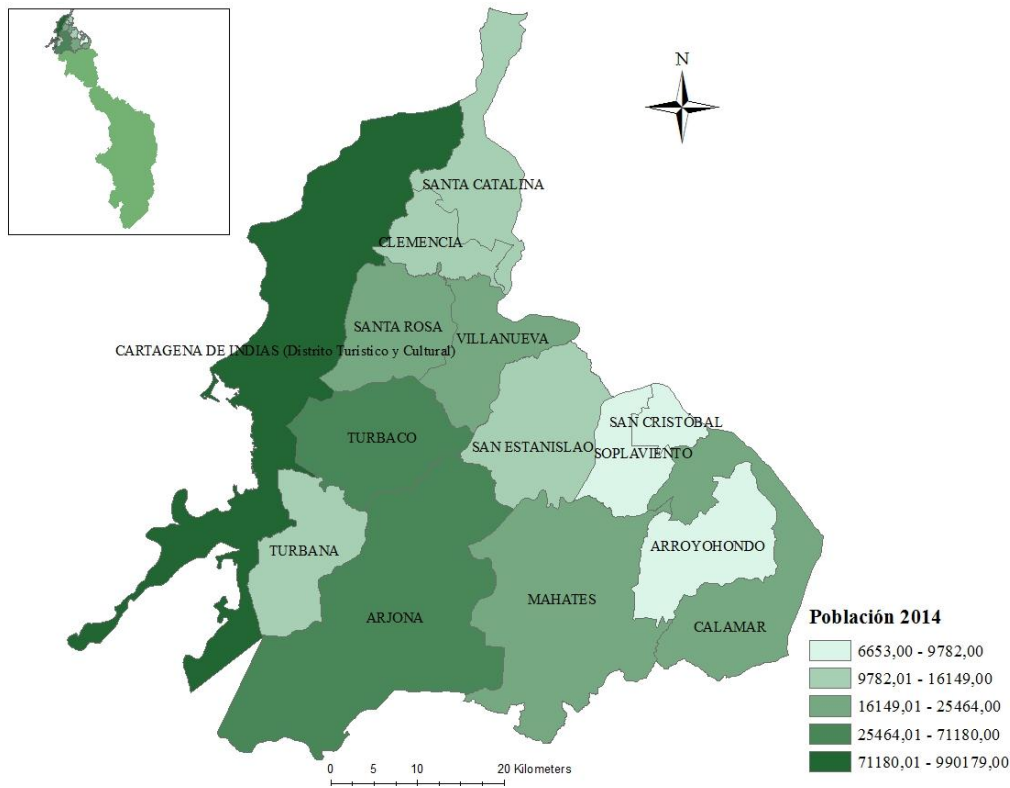 N
SANTA CATALINA
CLEMENCIA
SANTA ROSA
VILLANUEVA
CARTAGENA DE INDIAS (Distrito Turístico y Cultural)
SAN CRISTÓBAL
TURBACO
SAN ESTANISLAO
SOPLAVIENTO
TURBANA
ARROYOHONDO
MAHATES
ARJONA
CALAMAR
Población 2014
6653,00 - 9782,00
9782,01 - 16149,00
16149,01 - 25464,00
25464,01 - 71180,00
71180,01 - 990179,00
0 5 10 20 Kilometers